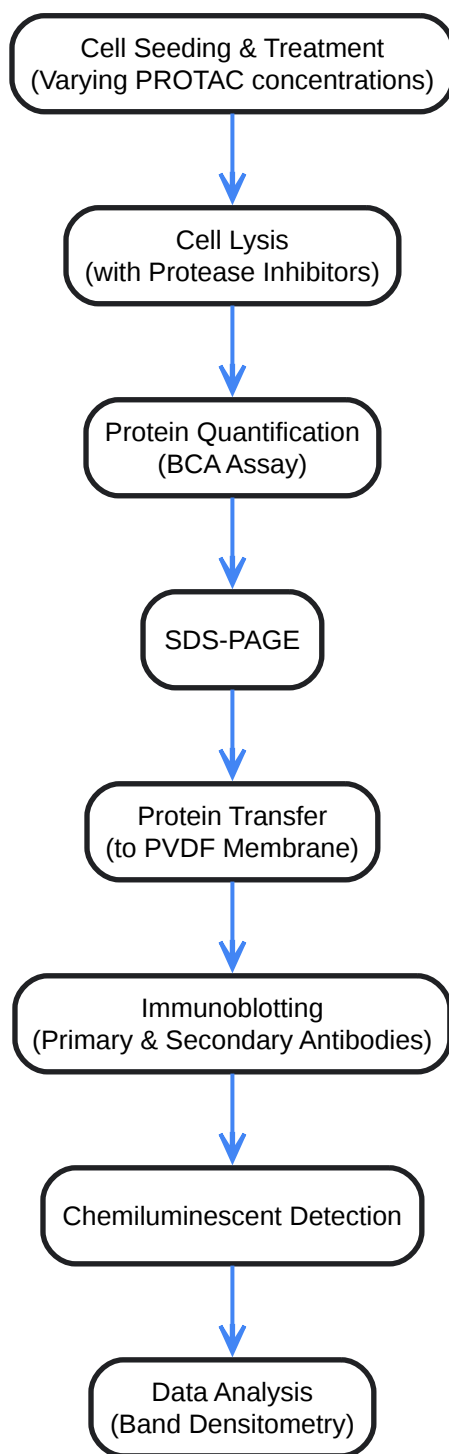 Cell Seeding & Treatment
(Varying PROTAC concentrations)
Cell Lysis
(with Protease Inhibitors)
Protein Quantification
(BCA Assay)
SDS-PAGE
Protein Transfer
(to PVDF Membrane)
Immunoblotting
(Primary & Secondary Antibodies)
Chemiluminescent Detection
Data Analysis
(Band Densitometry)